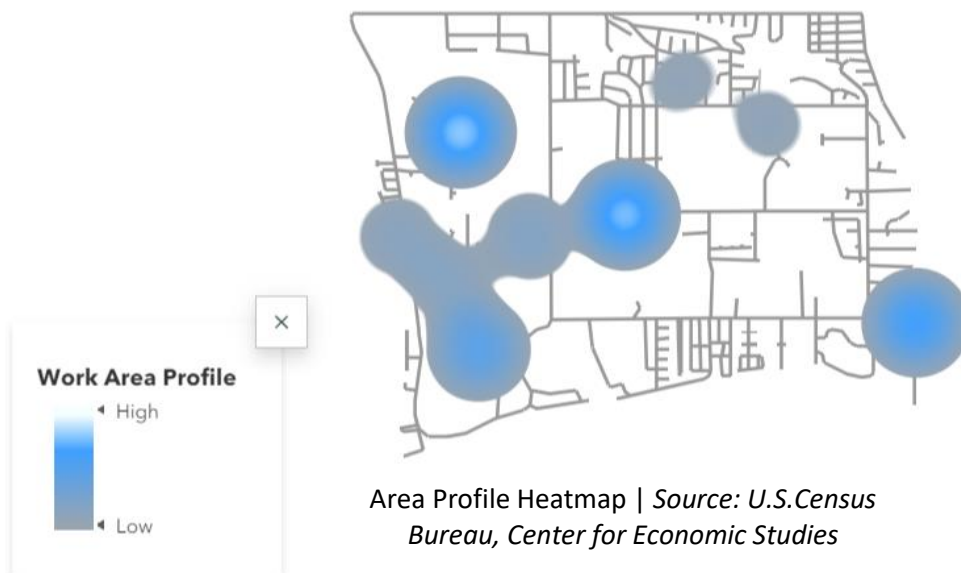 Work Area Profile
High
Low
Area Profile Heatmap | Source: U.S.Census
Bureau, Center for Economic Studies